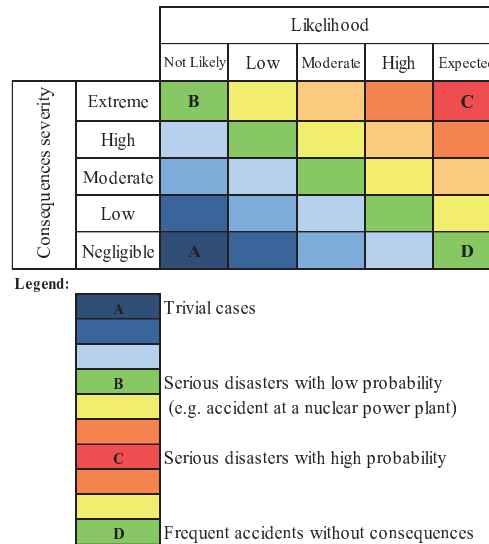 Likelihood
Not Likely Low Moderate High Expected
Consequences severity
Extreme B C
High
Moderate
Low
Negligible A D
Legend:
A Trivial cases
B Serious disasters with low probability
(e.g. accident at a nuclear power plant)
C Serious disasters with high probability
D Frequent accidents without consequences